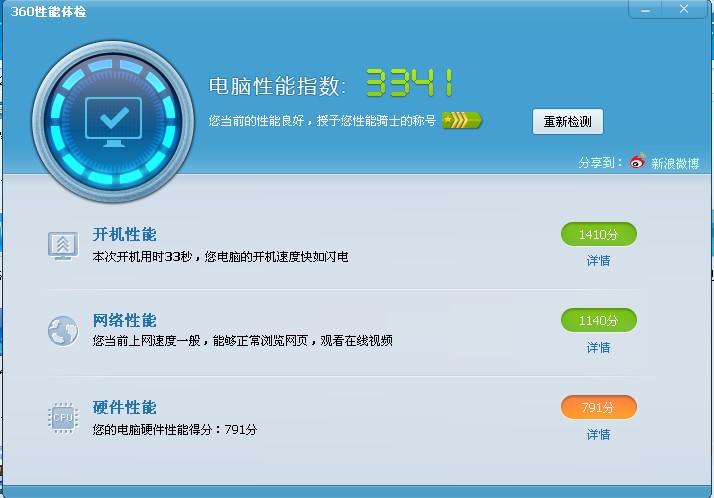 360性能体检
电脑性能指数: 3341
您当前的性能良好，授予您性能骑士的称号
重新检测
分享到： 新浪微博
开机性能
1410分
本次开机用时33秒，您电脑的开机速度快如闪电
详情
网络性能
1140分
您当前上网速度一般，能够正常浏览网页，观看在线视频
详情
CPU
硬件性能
791分
您的电脑硬件性能得分：791分
详情